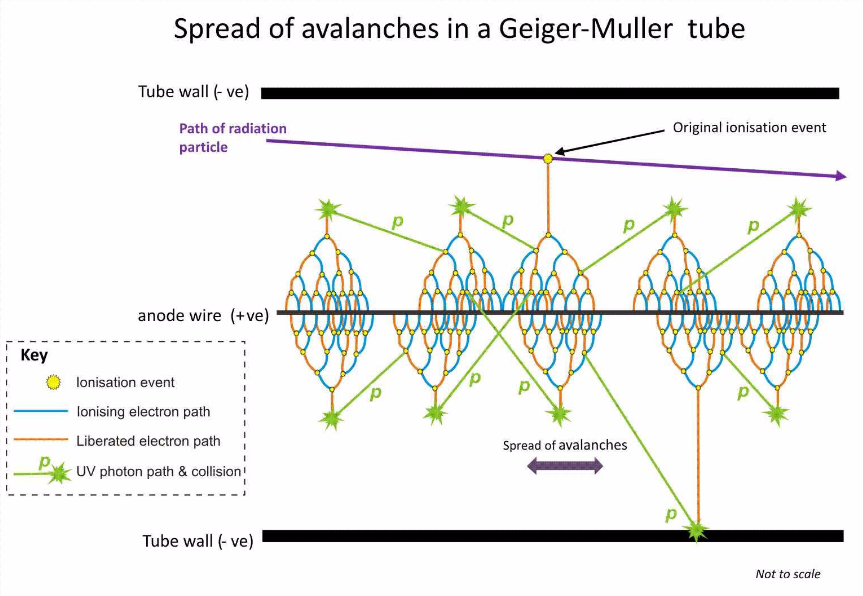 Spread of avalanches in a Geiger-Muller tube
Tube wall (- ve)
Path of radiation
particle
Original ionisation event
p
p
p
p
anode wire (+ve)
Key
Ionisation event
Ionising electron path
Liberated electron path
p
UV photon path & collision
p
p
p
p
Spread of avalanches
p
Tube wall (- ve)
Not to scale